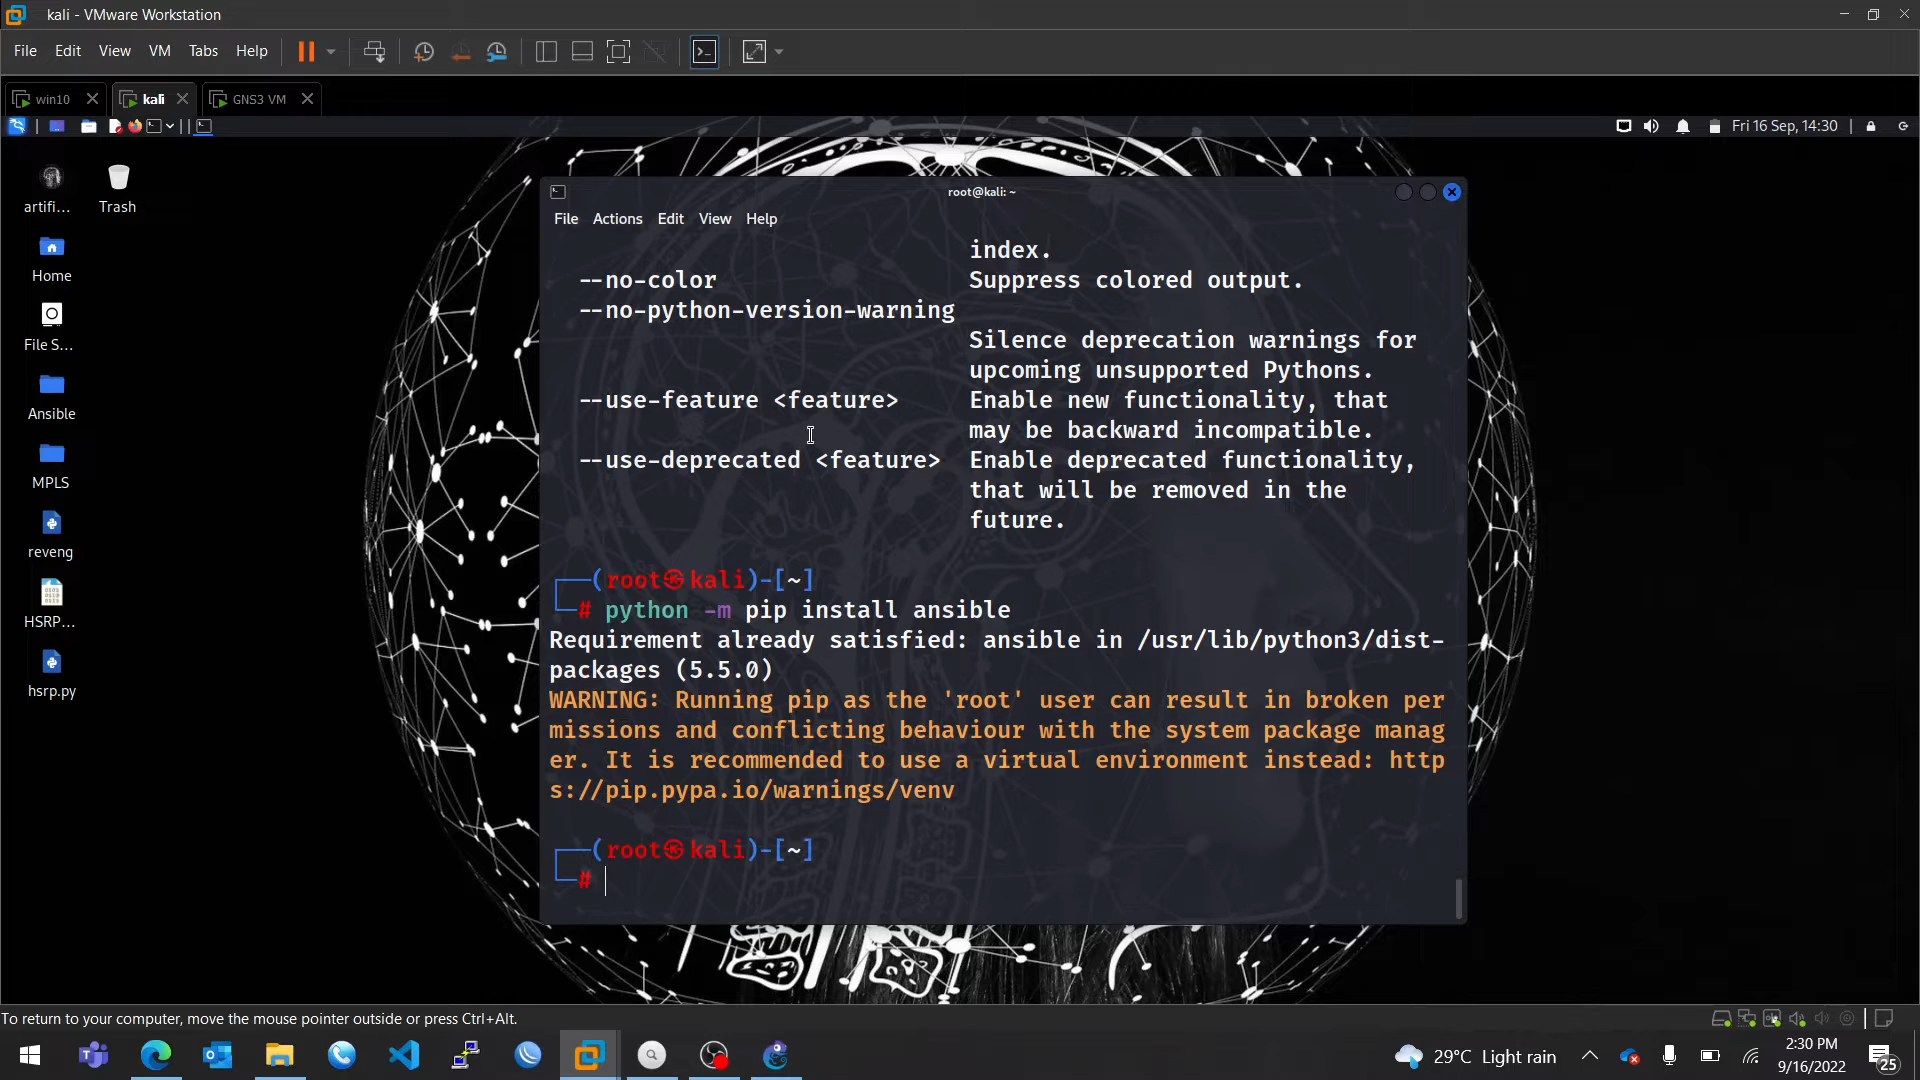 kali - VMware Workstation
File Edit View VM Tabs Help
win10 kali GNS3 VM
Fri 16 Sep, 14:30
artifi... Trash
Home
File S...
Ansible
MPLS
reveng
HSRP...
hsrp.py
root@kali: ~
File Actions Edit View Help
index.
--no-color Suppress colored output.
--no-python-version-warning
Silence deprecation warnings for
upcoming unsupported Pythons.
--use-feature <feature> Enable new functionality, that
may be backward incompatible.
--use-deprecated <feature> Enable deprecated functionality,
that will be removed in the
future.
(root㉿kali)-[~]
# python -m pip install ansible
Requirement already satisfied: ansible in /usr/lib/python3/dist-
packages (5.5.0)
WARNING: Running pip as the 'root' user can result in broken per
missions and conflicting behaviour with the system package manag
er. It is recommended to use a virtual environment instead: http
s://pip.pypa.io/warnings/venv
(root㉿kali)-[~]
#
To return to your computer, move the mouse pointer outside or press Ctrl+Alt.
29°C Light rain
2:30 PM
9/16/2022
25